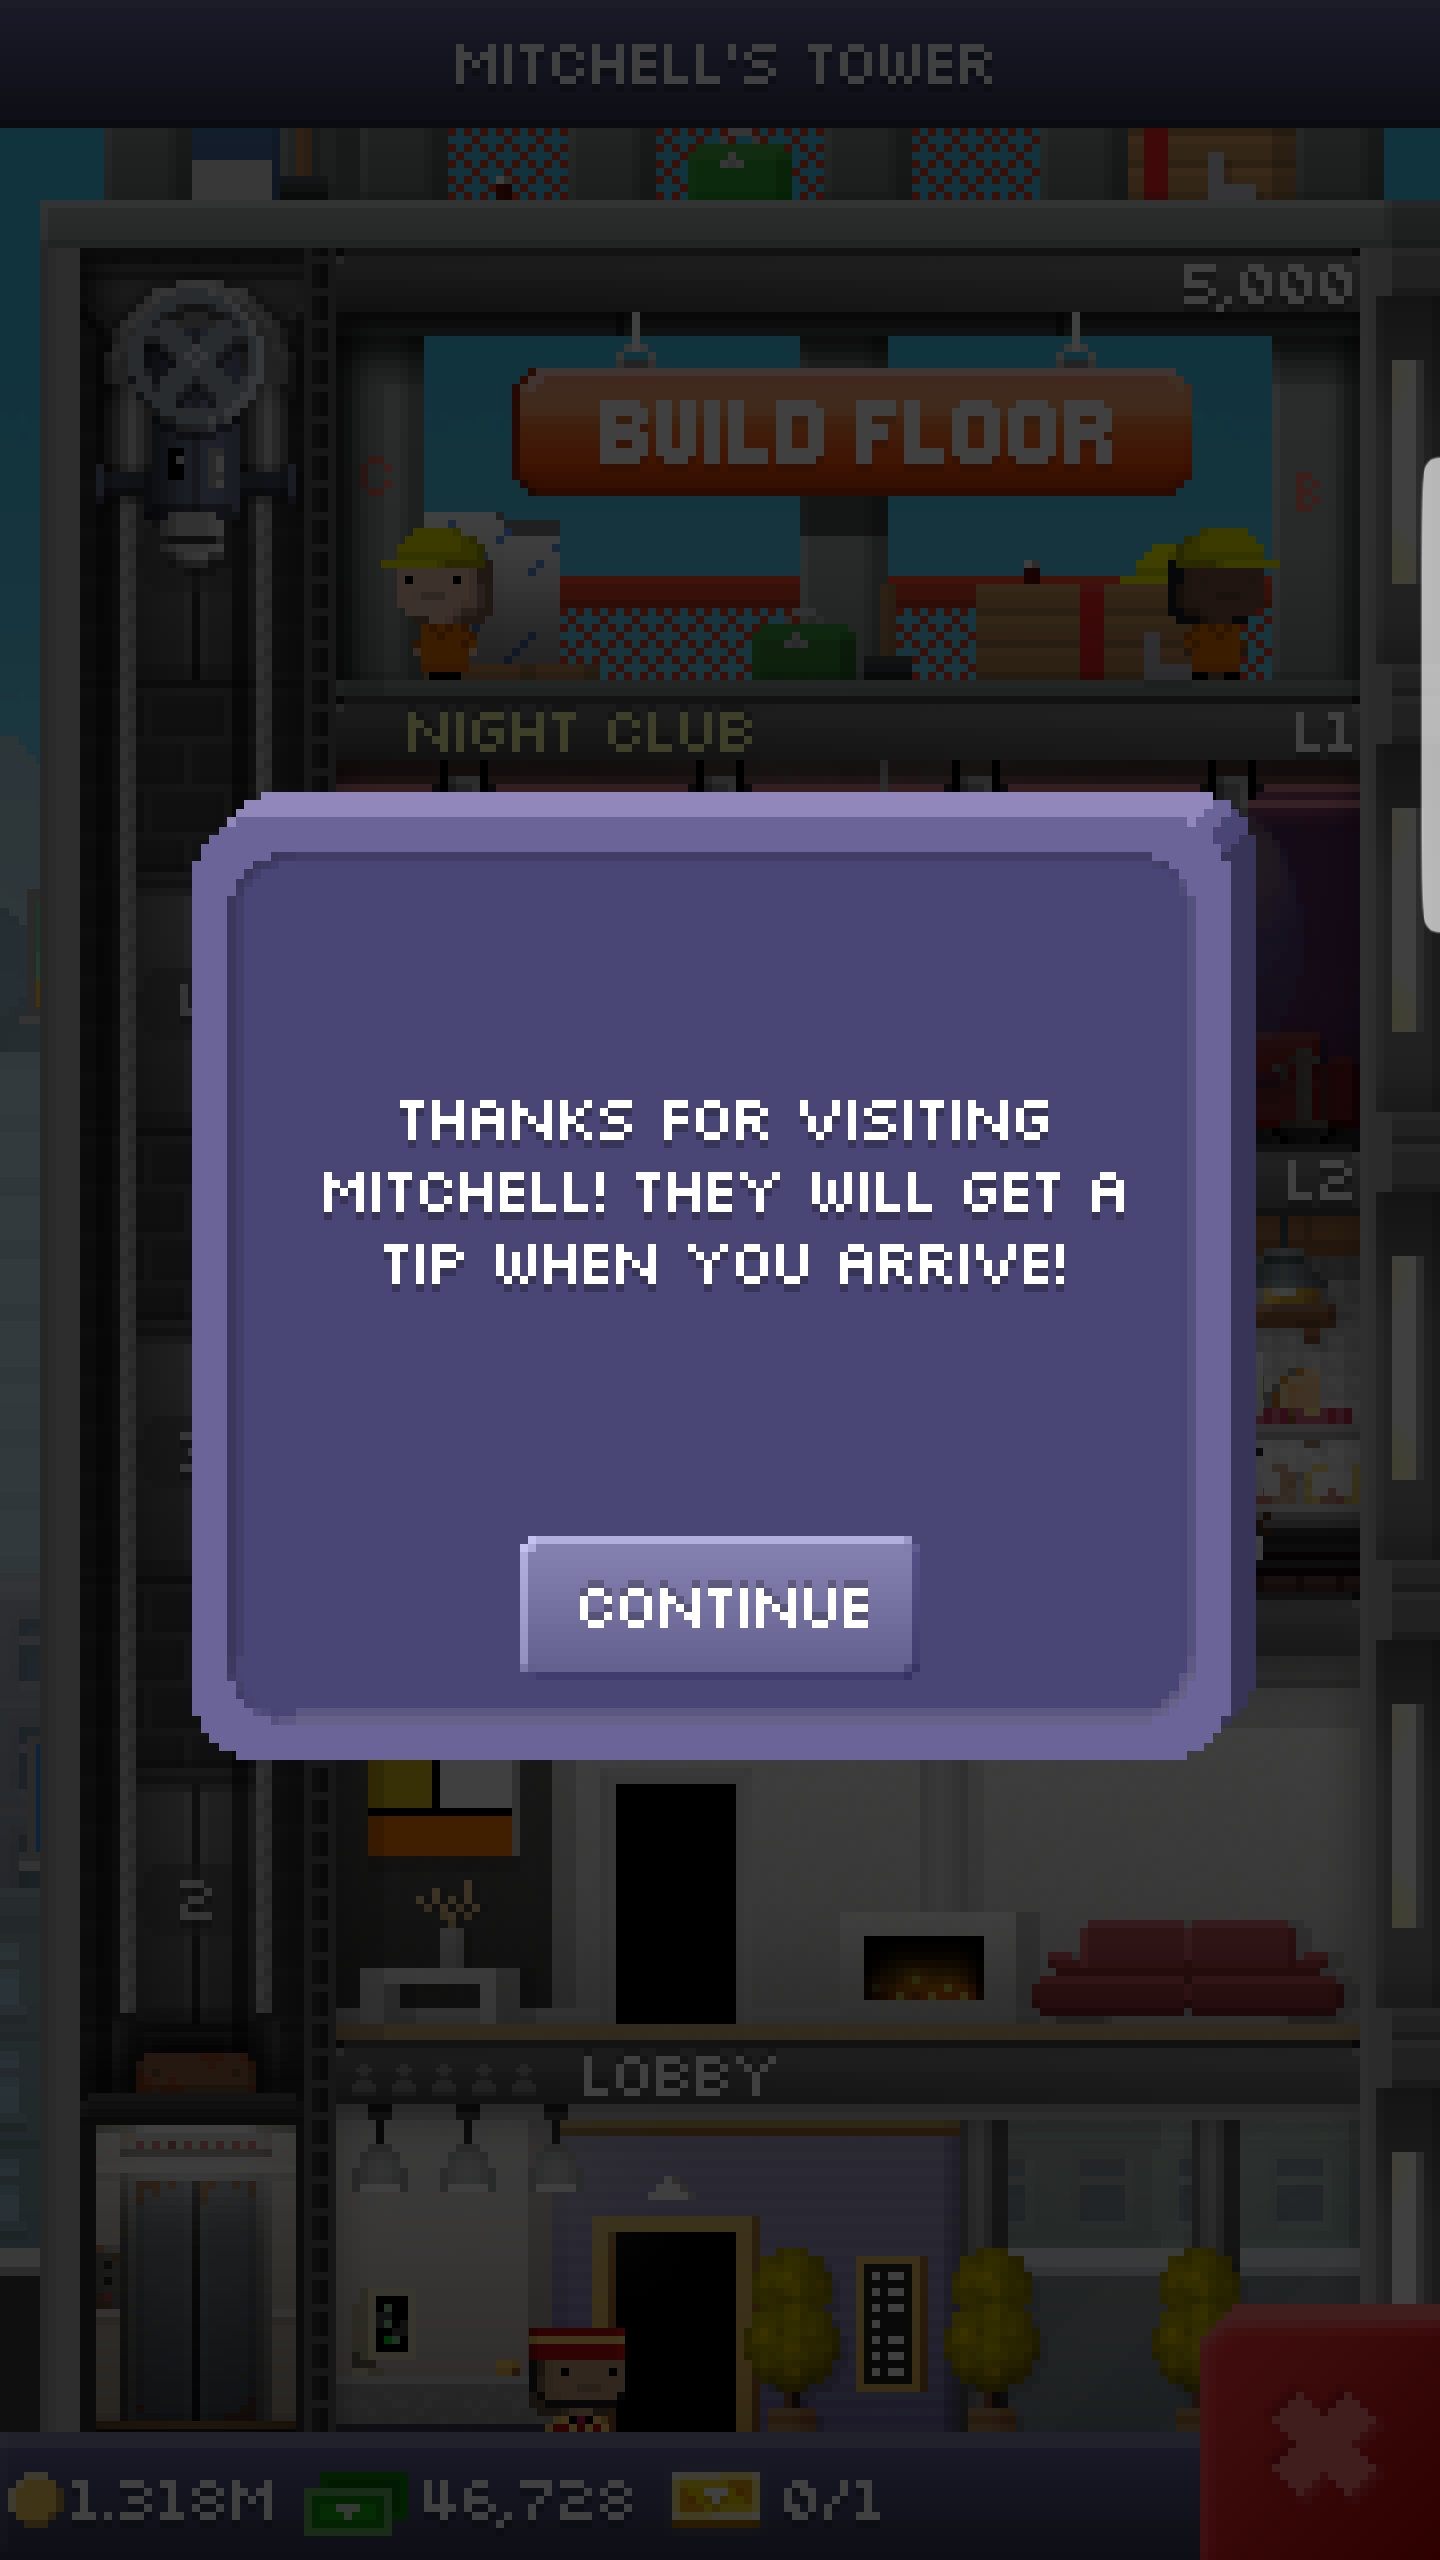 MITCHELL'S TOWER
5,000
BUILD FLOOR
C
B
NIGHT CLUB
L1
THANKS FOR VISITING
MITCHELL! THEY WILL GET A
TIP WHEN YOU ARRIVE!
L2
CONTINUE
2
LOBBY
1.318M
46,728
0/1